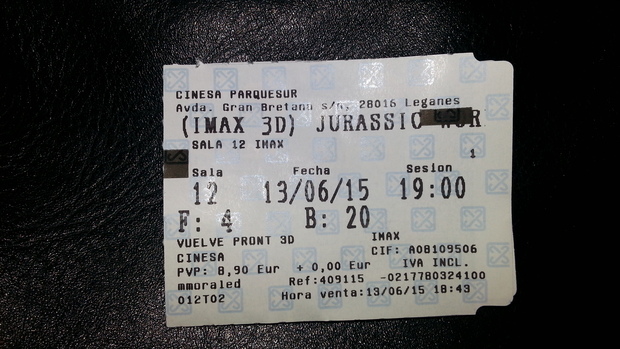 CINESA PARQUESUR
Avda. Gran Bretana s/n, 28016 Leganes
(IMAX 3D) JURASSIC WOR
SALA 12 IMAX
1
Sala Fecha Sesion
12 13/06/15 19:00
F: 4 B: 20
VUELVE PRONT 3D IMAX
CINESA CIF: A08109506
PVP: 8,90 Eur + 0,00 Eur IVA INCL.
mmoraled Ref:409115 -0217780324100
012T02 Hora venta:13/06/15 18:43